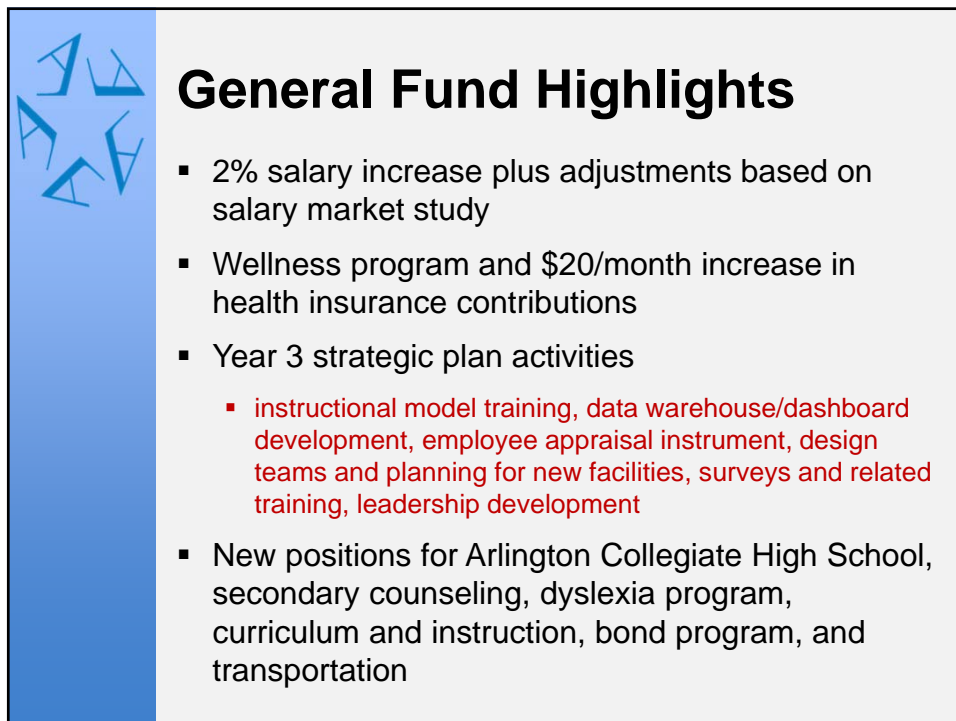 General Fund Highlights
▪ 2% salary increase plus adjustments based on
salary market study
▪ Wellness program and $20/month increase in
health insurance contributions
▪ Year 3 strategic plan activities
▪ instructional model training, data warehouse/dashboard
development, employee appraisal instrument, design
teams and planning for new facilities, surveys and related
training, leadership development
▪ New positions for Arlington Collegiate High School,
secondary counseling, dyslexia program,
curriculum and instruction, bond program, and
transportation